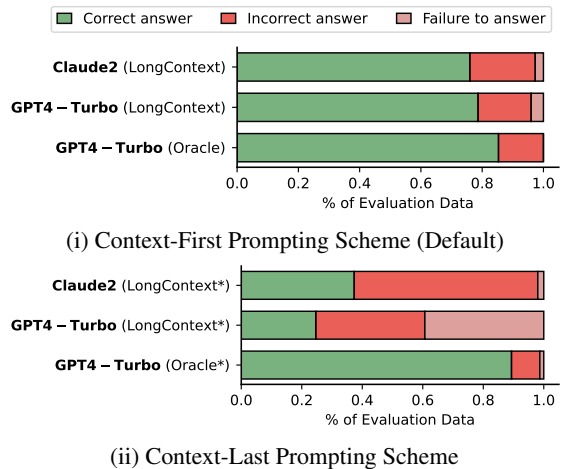 Correct answer Incorrect answer Failure to answer
Claude2 (LongContext)
GPT4 − Turbo (LongContext)
GPT4 − Turbo (Oracle)
0.0 0.2 0.4 0.6 0.8 1.0
% of Evaluation Data
(i) Context-First Prompting Scheme (Default)
Claude2 (LongContext*)
GPT4 − Turbo (LongContext*)
GPT4 − Turbo (Oracle*)
0.0 0.2 0.4 0.6 0.8 1.0
% of Evaluation Data
(ii) Context-Last Prompting Scheme